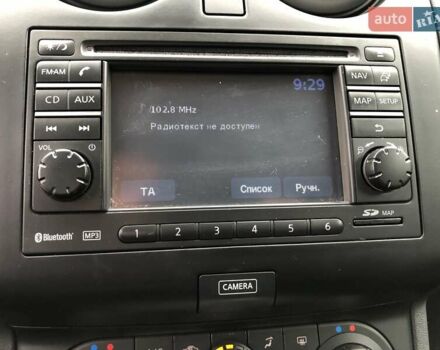 auto RIA
FM·AM
NAV
9:29
102.8 MHz
CD AUX
MAP SETUP
Радиотекст не доступен
VOL
TA Список Ручн.
Bluetooth MP3
1 2 3 4 5 6
SD MAP
CAMERA